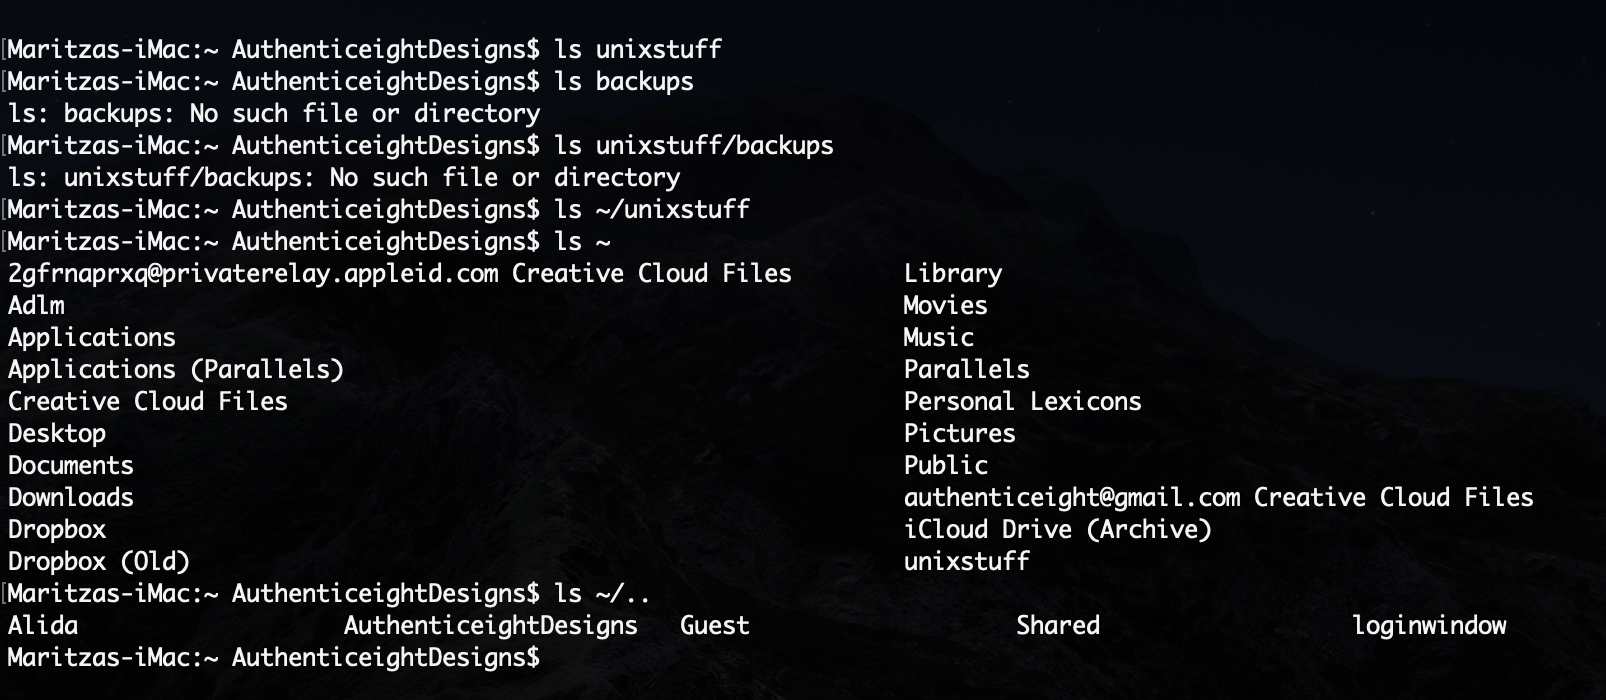 [Maritzas-iMac:~ AuthenticeightDesigns$ ls unixstuff
[Maritzas-iMac:~ AuthenticeightDesigns$ ls backups
ls: backups: No such file or directory
[Maritzas-iMac:~ AuthenticeightDesigns$ ls unixstuff/backups
ls: unixstuff/backups: No such file or directory
[Maritzas-iMac:~ AuthenticeightDesigns$ ls ~/unixstuff
[Maritzas-iMac:~ AuthenticeightDesigns$ ls ~
2gfrnaprxq@privaterelay.appleid.com Creative Cloud Files Library
Adlm Movies
Applications Music
Applications (Parallels) Parallels
Creative Cloud Files Personal Lexicons
Desktop Pictures
Documents Public
Downloads authenticeight@gmail.com Creative Cloud Files
Dropbox iCloud Drive (Archive)
Dropbox (Old) unixstuff
[Maritzas-iMac:~ AuthenticeightDesigns$ ls ~/..
Alida AuthenticeightDesigns Guest Shared loginwindow
Maritzas-iMac:~ AuthenticeightDesigns$